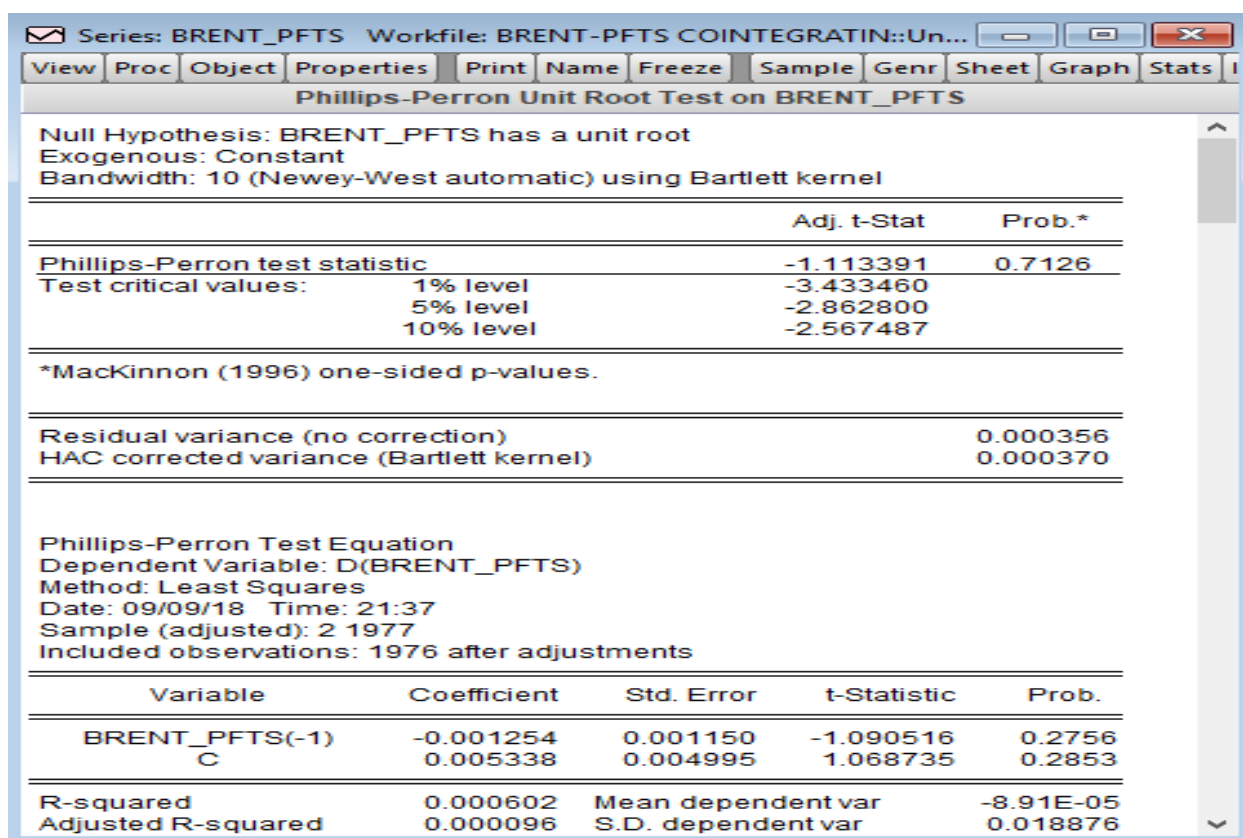 Series: BRENT_PFTS Workfile: BRENT-PFTS COINTEGRATIN::Un...
View Proc Object Properties Print Name Freeze Sample Genr Sheet Graph Stats
Phillips-Perron Unit Root Test on BRENT_PFTS
Null Hypothesis: BRENT_PFTS has a unit root
Exogenous: Constant
Bandwidth: 10 (Newey-West automatic) using Bartlett kernel
Adj. t-Stat Prob.*
Phillips-Perron test statistic -1.113391 0.7126
Test critical values: 1% level -3.433460
5% level -2.862800
10% level -2.567487
*MacKinnon (1996) one-sided p-values.
Residual variance (no correction) 0.000356
HAC corrected variance (Bartlett kernel) 0.000370
Phillips-Perron Test Equation
Dependent Variable: D(BRENT_PFTS)
Method: Least Squares
Date: 09/09/18 Time: 21:37
Sample (adjusted): 2 1977
Included observations: 1976 after adjustments
Variable Coefficient Std. Error t-Statistic Prob.
BRENT_PFTS(-1) -0.001254 0.001150 -1.090516 0.2756
C 0.005338 0.004995 1.068735 0.2853
R-squared 0.000602 Mean dependent var -8.91E-05
Adjusted R-squared 0.000096 S.D. dependent var 0.018876